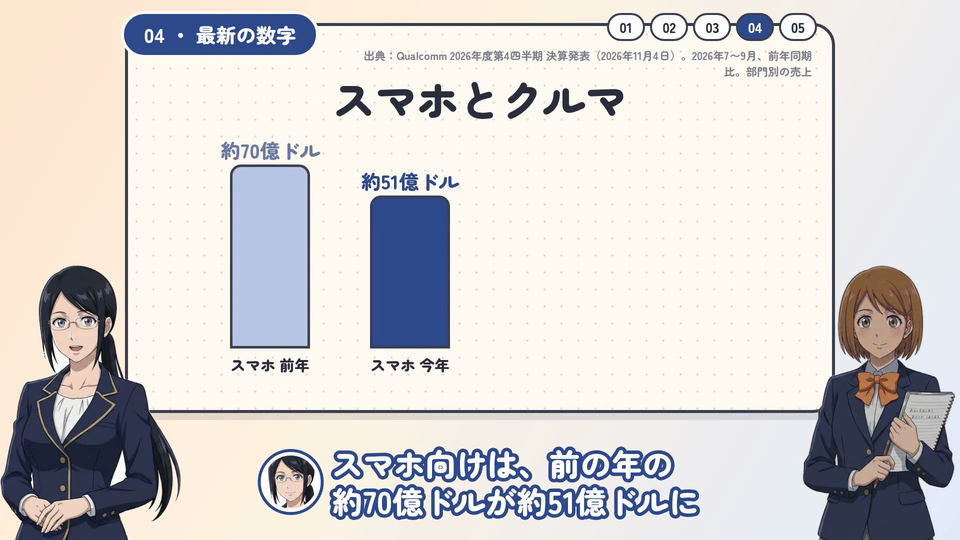 04 ・ 最新の数字
01 02 03 04 05
出典：Qualcomm 2026年度第4四半期 決算発表（2026年11月4日）。2026年7〜9月、前年同期
比。部門別の売上
スマホとクルマ
約70億ドル
約51億ドル
スマホ 前年
スマホ 今年
スマホ向けは、前の年の
約70億ドルが約51億ドルに